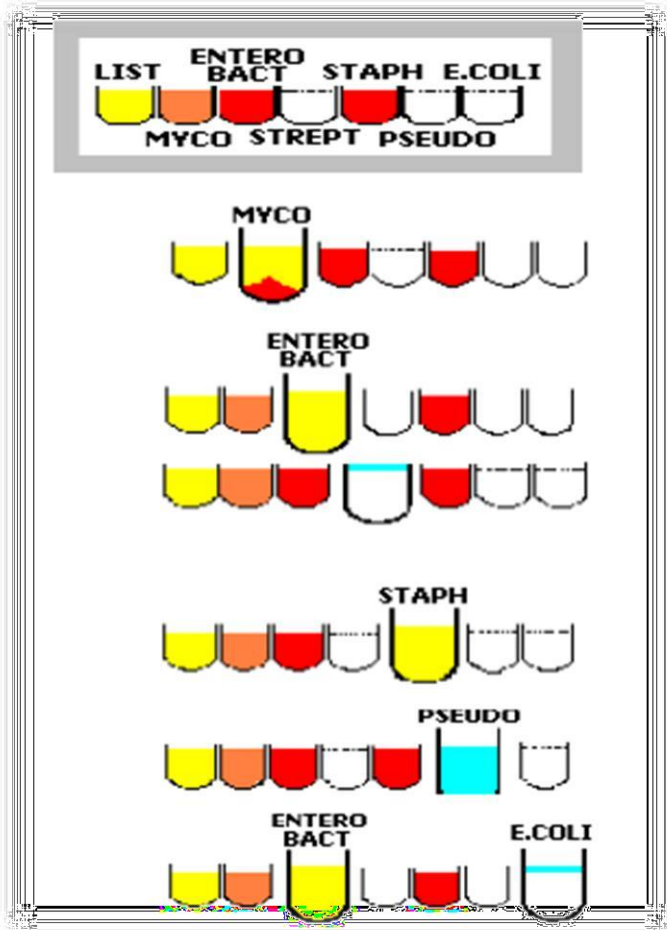 ENTERO
LIST BACT STAPH E.COLI
MYCO STREPT PSEUDO
MYCO
ENTERO
BACT
STAPH
PSEUDO
ENTERO
BACT E.COLI